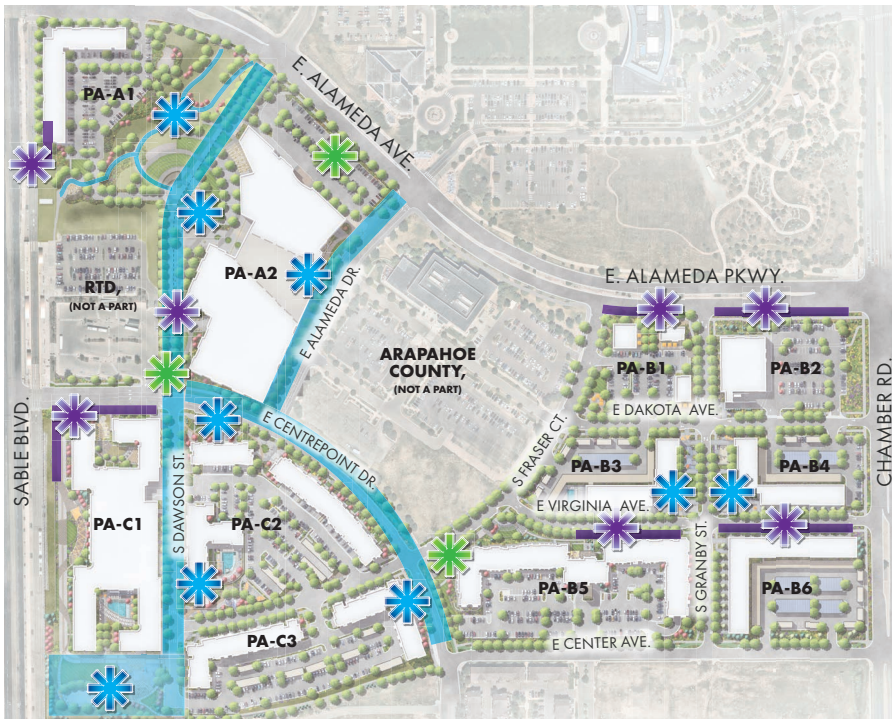 PA-A1
E. ALAMEDA AVE.
PA-A2
E. ALAMEDA DR.
RTD,
(NOT A PART)
E. ALAMEDA PKWY.
ARAPAHOE
COUNTY,
(NOT A PART)
PA-B1
PA-B2
E DAKOTA AVE.
SABLE BLVD.
CHAMBER RD.
E CENTREPOINT DR.
S FRASER CT.
PA-B3
PA-B4
E VIRGINIA AVE.
S DAWSON ST.
PA-C1
PA-C2
S GRANBY ST.
PA-B5
PA-B6
PA-C3
E CENTER AVE.